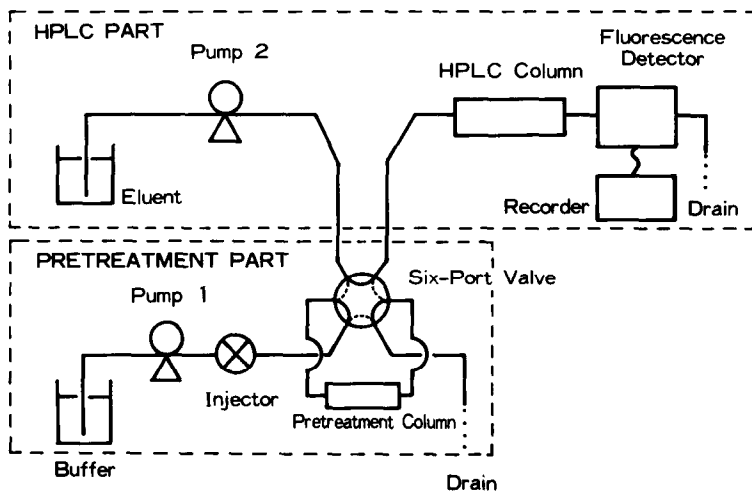 HPLC PART
Pump 2
Eluent
HPLC Column
Fluorescence
Detector
Recorder
Drain
PRETREATMENT PART
Six-Port Valve
Pump 1
Injector
Pretreatment Column
Buffer
Drain